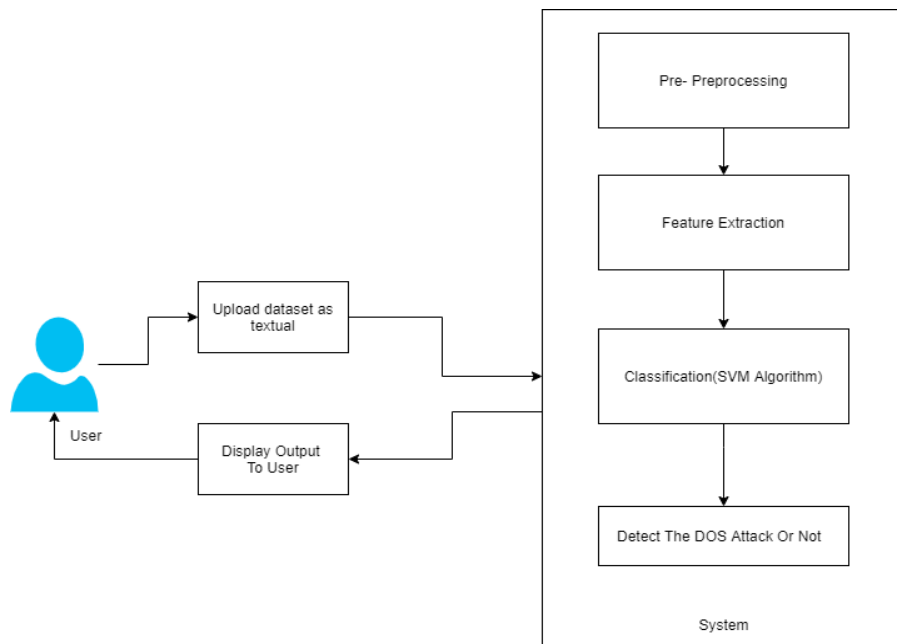 Pre- Preprocessing
Feature Extraction
Upload dataset as
textual
Classification(SVM Algorithm)
User
Display Output
To User
Detect The DOS Attack Or Not
System